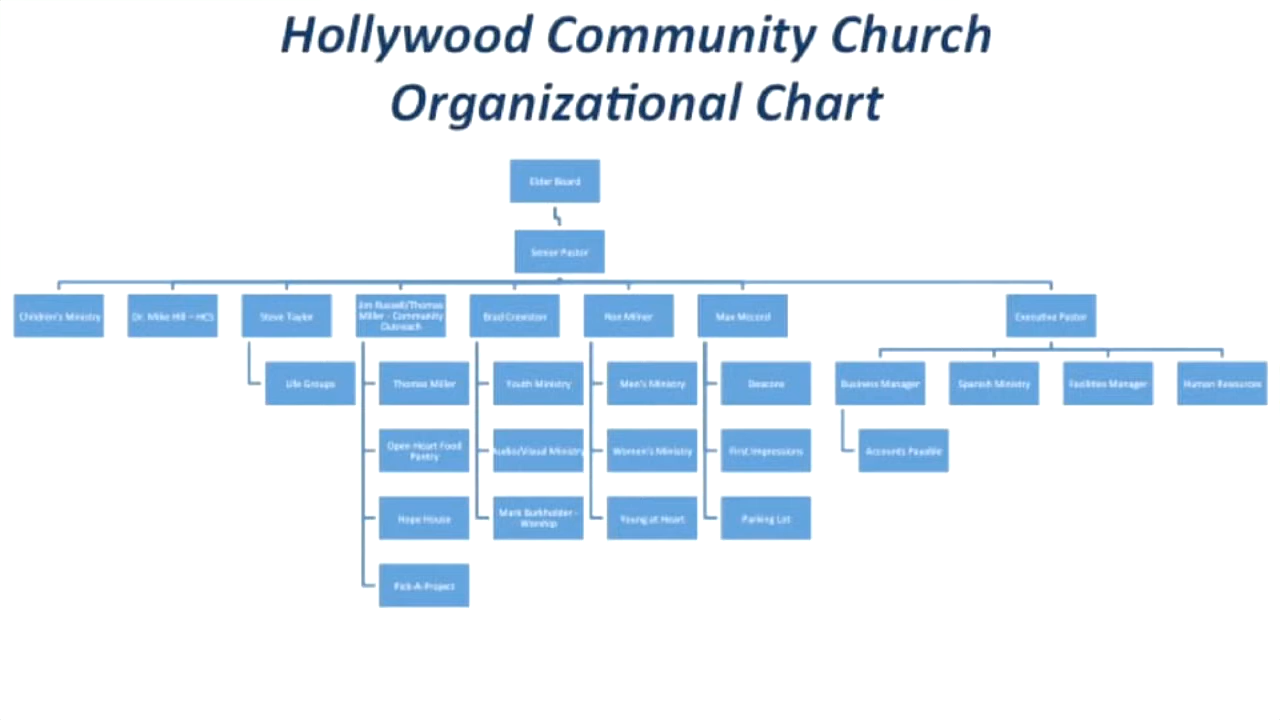 Hollywood Community Church
Organizational Chart
Elder Board
Senior Pastor
Children's Ministry
Dr. Mike Hill – HCS
Steve Taylor
Jim Russell/Thomas
Miller - Community
Outreach
Brad
Ron Milner
Max Mccord
Executive Pastor
Life Groups
Thomas Miller
Youth Ministry
Men's Ministry
Deacons
Business Manager
Spanish Ministry
Facilities Manager
Human Resources
Open Heart Food
Pantry
Audio/Visual Ministry
Women's Ministry
First Impressions
Accounts Payable
Hope House
Mark Burkholder -
Worship
Young at Heart
Parking Lot
Pick-A-Project